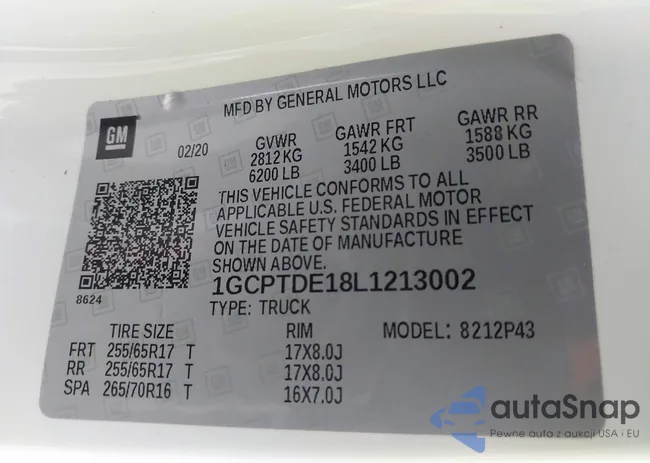 MFD BY GENERAL MOTORS LLC
GM
02/20
GVWR GAWR FRT GAWR RR
2812 KG 1542 KG 1588 KG
6200 LB 3400 LB 3500 LB
THIS VEHICLE CONFORMS TO ALL
APPLICABLE U.S. FEDERAL MOTOR
VEHICLE SAFETY STANDARDS IN EFFECT
ON THE DATE OF MANUFACTURE
SHOWN ABOVE.
8624
1GCPTDE18L1213002
TYPE: TRUCK
TIRE SIZE RIM MODEL: 8212P43
FRT 255/65R17 T 17X8.0J
RR 255/65R17 T 17X8.0J
SPA 265/70R16 T 16X7.0J
autaSnap
Pewne auta z aukcji USA i EU